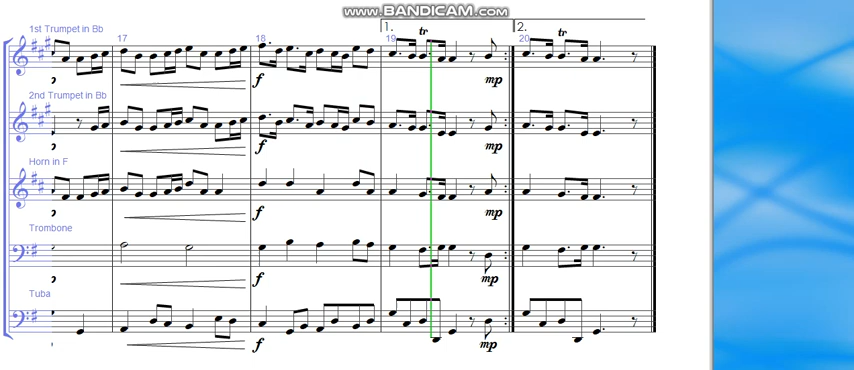 www.BANDICAM.com
1st Trumpet in Bb
17
18
19
1.
tr
20
2.
tr
f
mp
2nd Trumpet in Bb
f
mp
Horn in F
f
mp
Trombone
f
mp
Tuba
f
mp